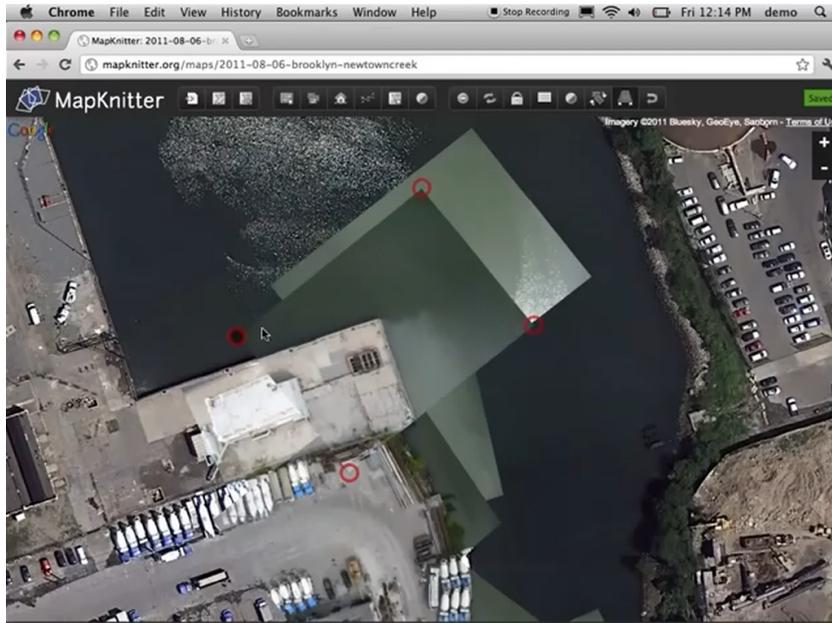 Chrome File Edit View History Bookmarks Window Help Stop Recording Fri 12:14 PM demo
MapKnitter: 2011-08-06-br
mapknitter.org/maps/2011-08-06-brooklyn-newtowncreek
MapKnitter Saved
Google Imagery ©2011 Bluesky, GeoEye, Sanborn - Terms of U